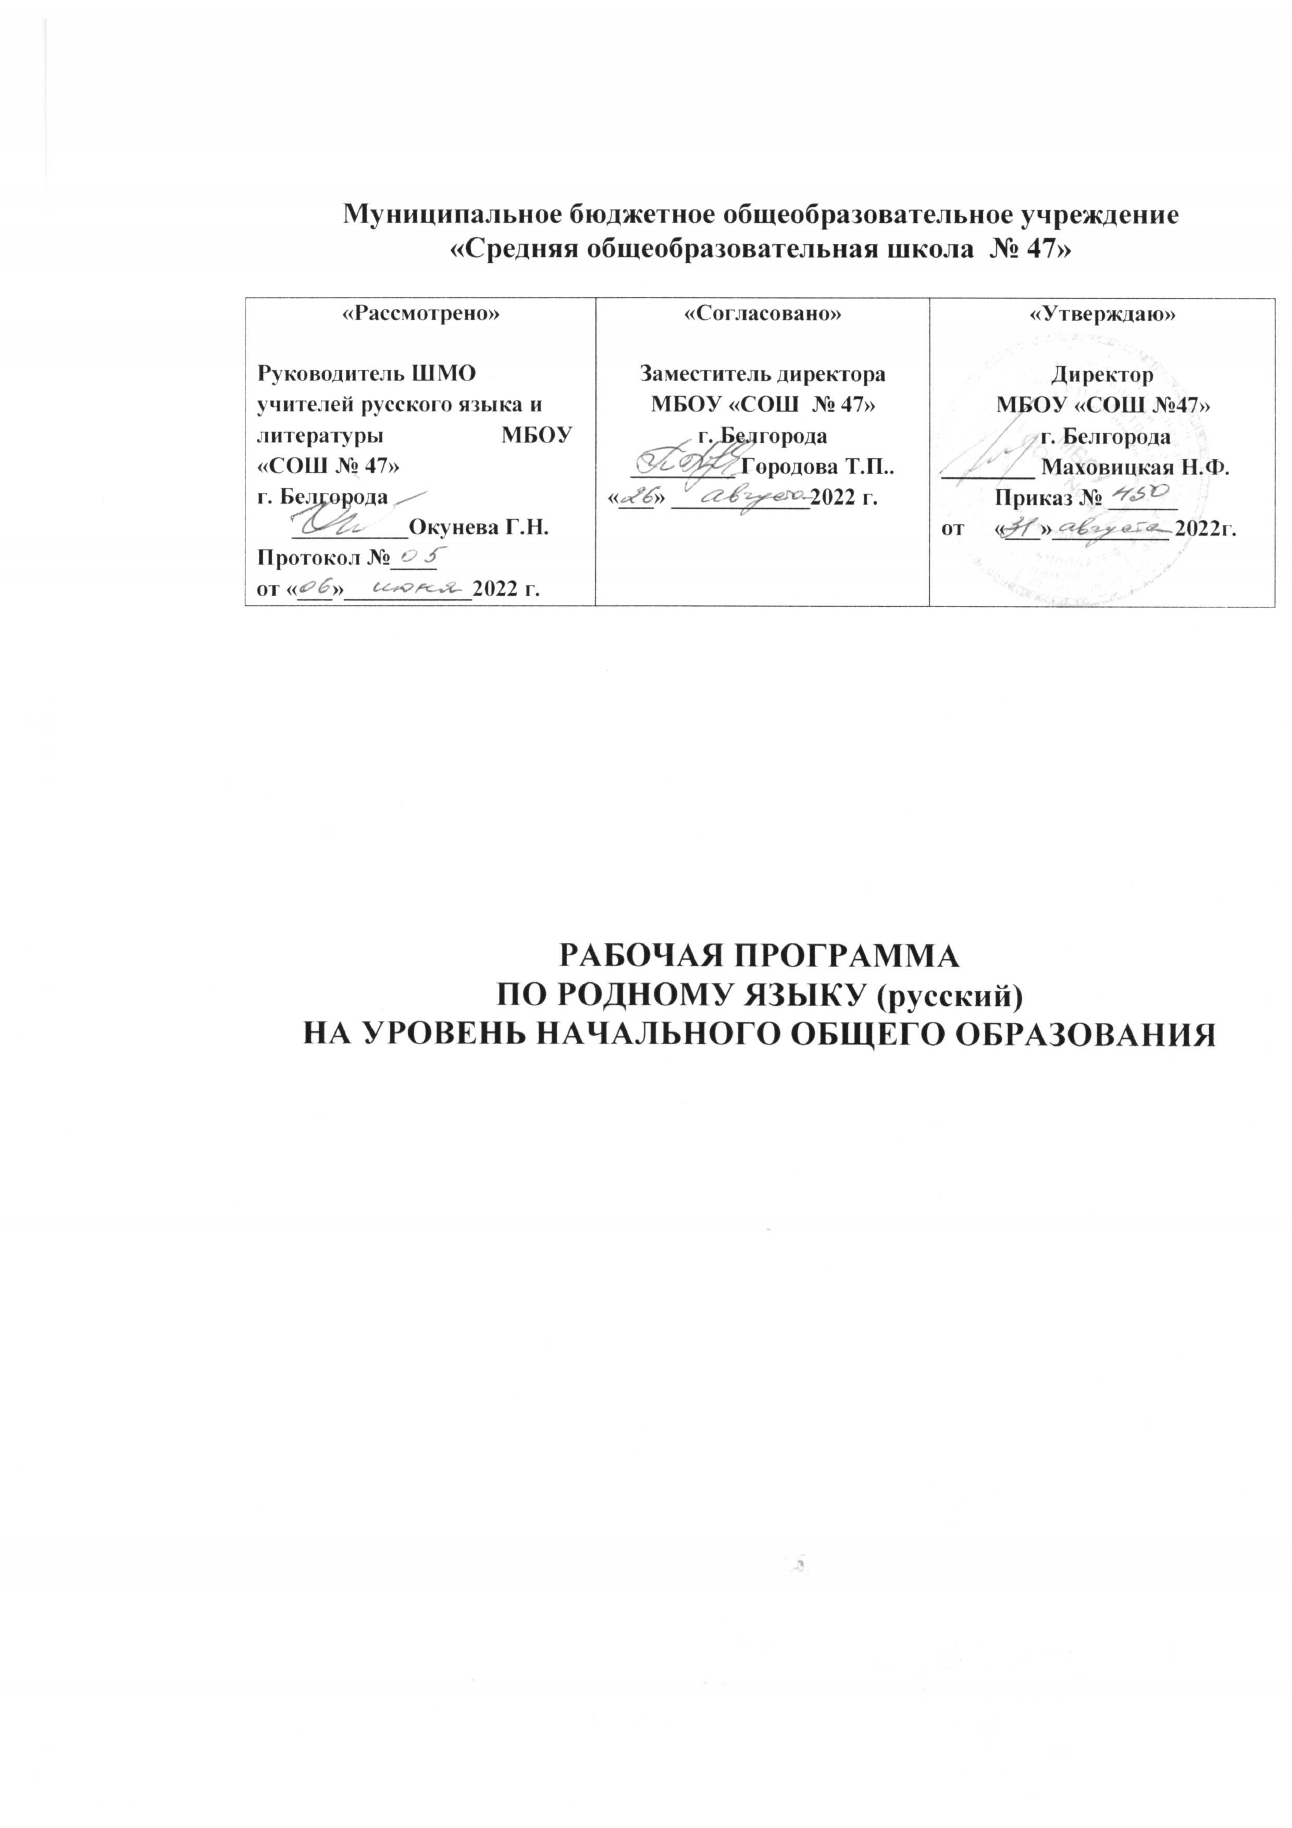 Муниципальное бюджетное общеобразовательное учреждение
«Средняя общеобразовательная школа № 47»
«Рассмотрено»
Руководитель ШМО
учителей русского языка и
литературы МБОУ
«СОШ № 47»
г. Белгорода
Окунева Г.Н.
Протокол № 05
от «06» июня 2022 г.
«Согласовано»
Заместитель директора
МБОУ «СОШ № 47»
г. Белгорода
Городова Т.П..
«26» августа 2022 г.
«Утверждаю»
Директор
МБОУ «СОШ №47»
г. Белгорода
Маховицкая Н.Ф.
Приказ № 450
от «31» августа 2022г.
РАБОЧАЯ ПРОГРАММА
ПО РОДНОМУ ЯЗЫКУ (русский)
НА УРОВЕНЬ НАЧАЛЬНОГО ОБЩЕГО ОБРАЗОВАНИЯ